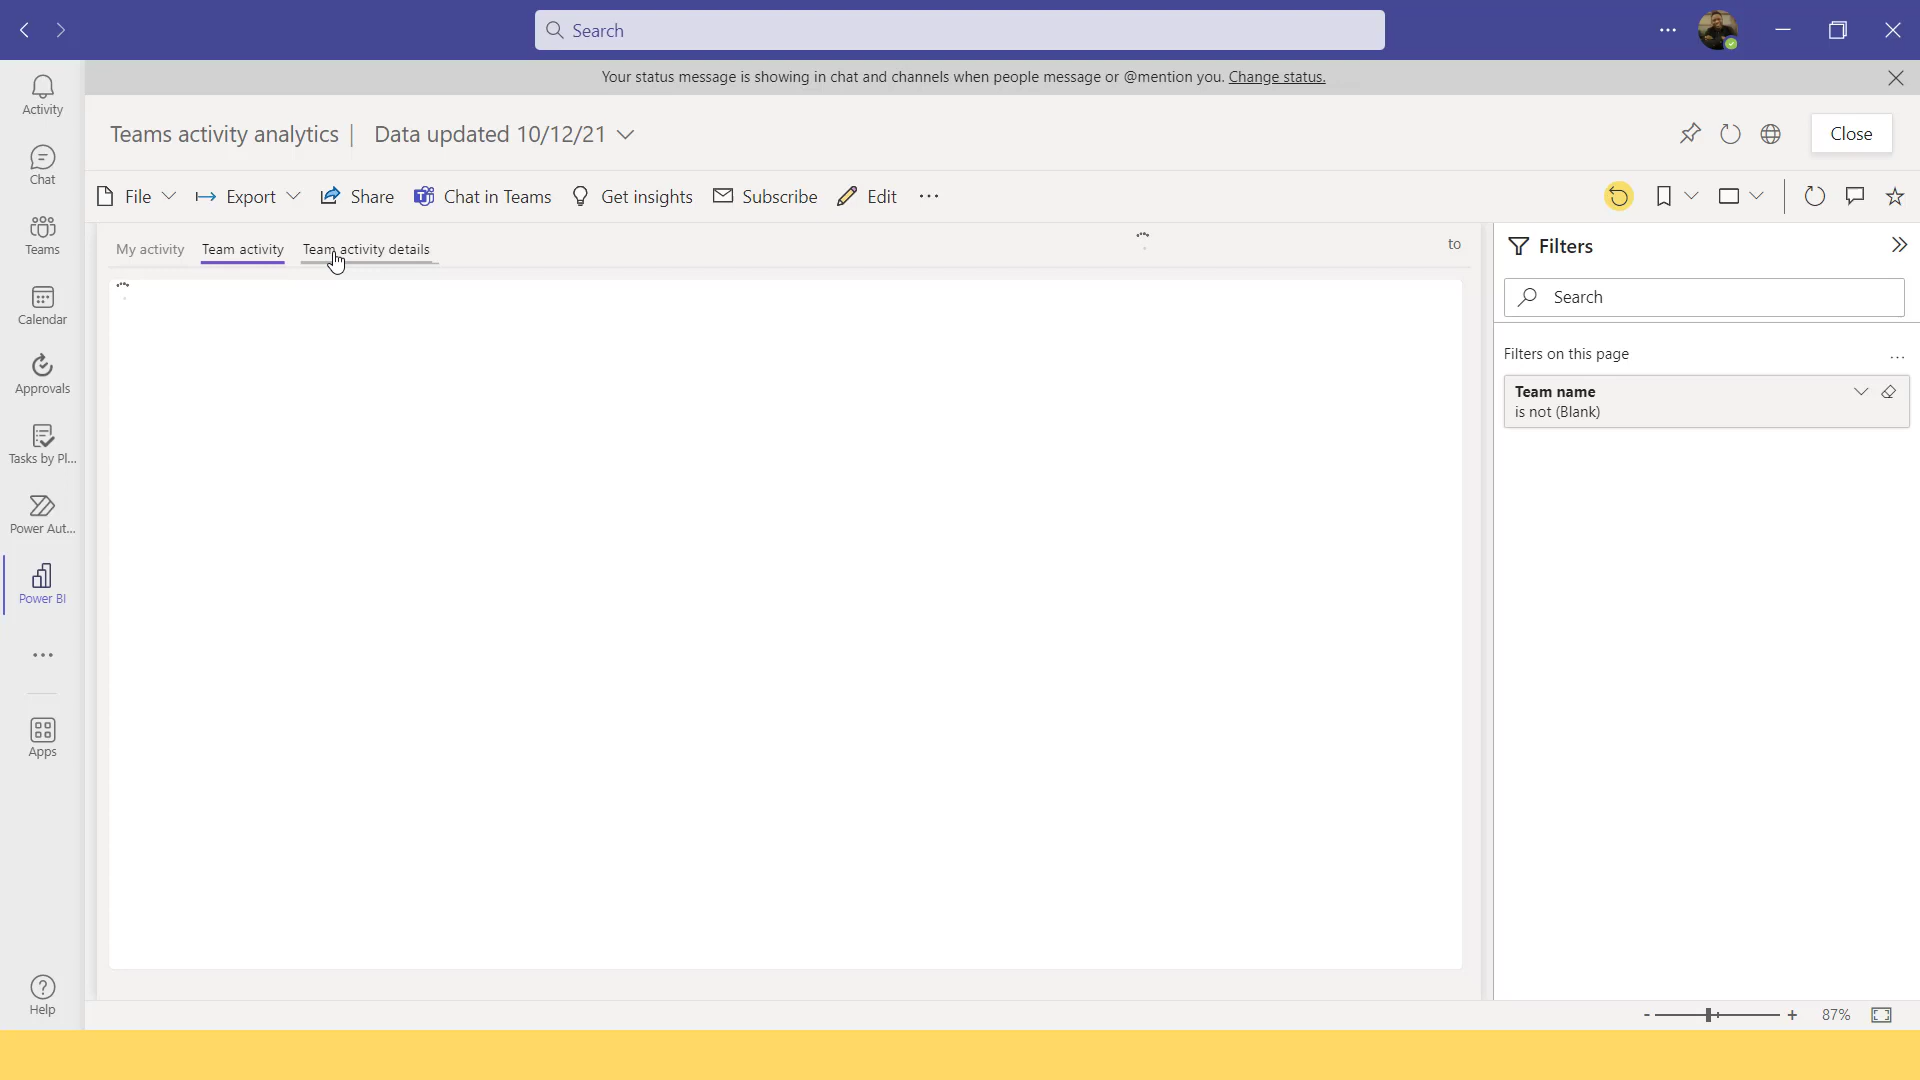 Search
Your status message is showing in chat and channels when people message or @mention you. Change status.
Activity
Chat
Teams
Calendar
Approvals
Tasks by Pl...
Power Aut...
Power BI
Apps
Help
Teams activity analytics | Data updated 10/12/21
Close
File Export Share Chat in Teams Get insights Subscribe Edit
My activity Team activity Team activity details
to
Filters
Search
Filters on this page
Team name
is not (Blank)
- + 87%